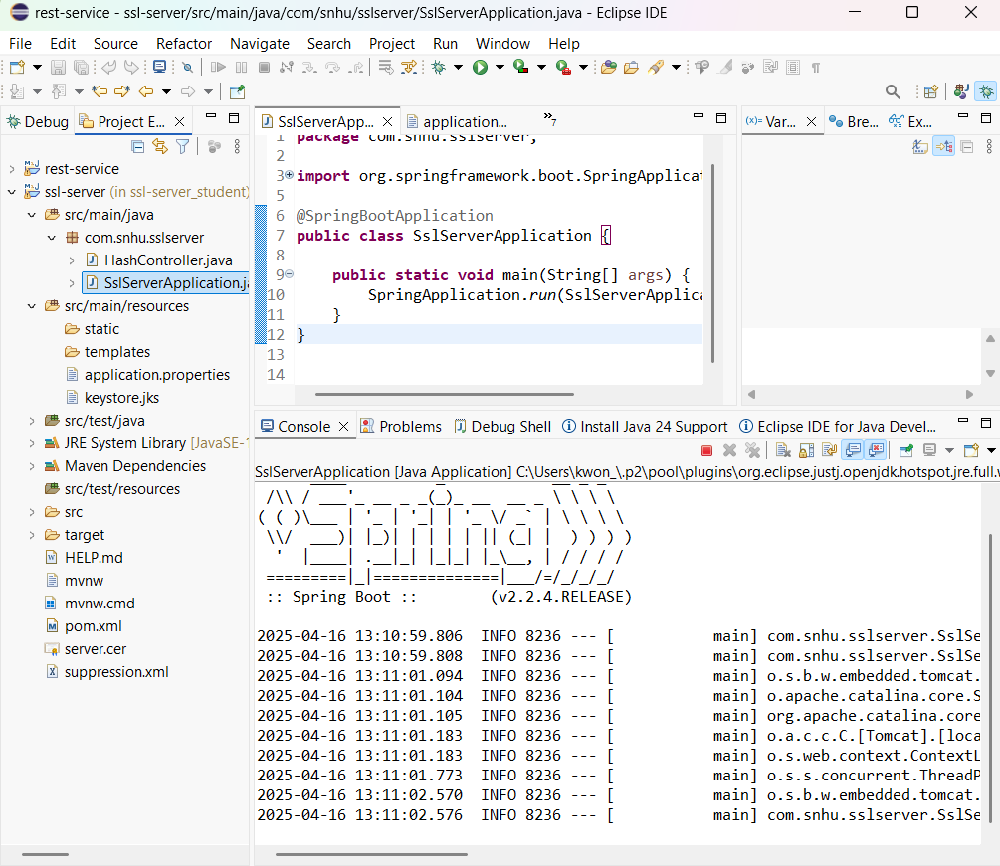 rest-service - ssl-server/src/main/java/com/snhu/sslserver/SslServerApplication.java - Eclipse IDE
File Edit Source Refactor Navigate Search Project Run Window Help
Debug Project E...
rest-service
ssl-server (in ssl-server_student)
src/main/java
com.snhu.sslserver
HashController.java
SslServerApplication.ja
src/main/resources
static
templates
application.properties
keystore.jks
src/test/java
JRE System Library [JavaSE-1
Maven Dependencies
src/test/resources
src
target
HELP.md
mvnw
mvnw.cmd
pom.xml
server.cer
suppression.xml
SslServerApp... application... »7
1 package com.snhu.sslserver;
2
3 import org.springframework.boot.SpringApplicat
5
6 @SpringBootApplication
7 public class SslServerApplication {
8
9 public static void main(String[] args) {
10 SpringApplication.run(SslServerApplica
11 }
12 }
13
14
(x)= Var... Bre... Ex...
Console Problems Debug Shell Install Java 24 Support Eclipse IDE for Java Devel...
SslServerApplication [Java Application] C:\Users\kwon_\.p2\pool\plugins\org.eclipse.justj.openjdk.hotspot.jre.full.w
/\\ / ___'_ __ _ _(_)_ __  __ _ \ \ \ \
( ( )\___ | '_ | '_| | '_ \/ _` | \ \ \ \
\\/  ___)| |_)| | | | | || (_| |  ) ) ) )
'  |____| .__|_| |_|_| |_\__, | / / / /
=========|_|==============|___/=/_/_/_/
:: Spring Boot :: (v2.2.4.RELEASE)
2025-04-16 13:10:59.806 INFO 8236 --- [ main] com.snhu.sslserver.SslSe
2025-04-16 13:10:59.808 INFO 8236 --- [ main] com.snhu.sslserver.SslSe
2025-04-16 13:11:01.094 INFO 8236 --- [ main] o.s.b.w.embedded.tomcat.
2025-04-16 13:11:01.104 INFO 8236 --- [ main] o.apache.catalina.core.S
2025-04-16 13:11:01.105 INFO 8236 --- [ main] org.apache.catalina.core
2025-04-16 13:11:01.183 INFO 8236 --- [ main] o.a.c.c.C.[Tomcat].[loca
2025-04-16 13:11:01.183 INFO 8236 --- [ main] o.s.web.context.ContextL
2025-04-16 13:11:01.773 INFO 8236 --- [ main] o.s.s.concurrent.ThreadP
2025-04-16 13:11:02.570 INFO 8236 --- [ main] o.s.b.w.embedded.tomcat.
2025-04-16 13:11:02.576 INFO 8236 --- [ main] com.snhu.sslserver.SslSe